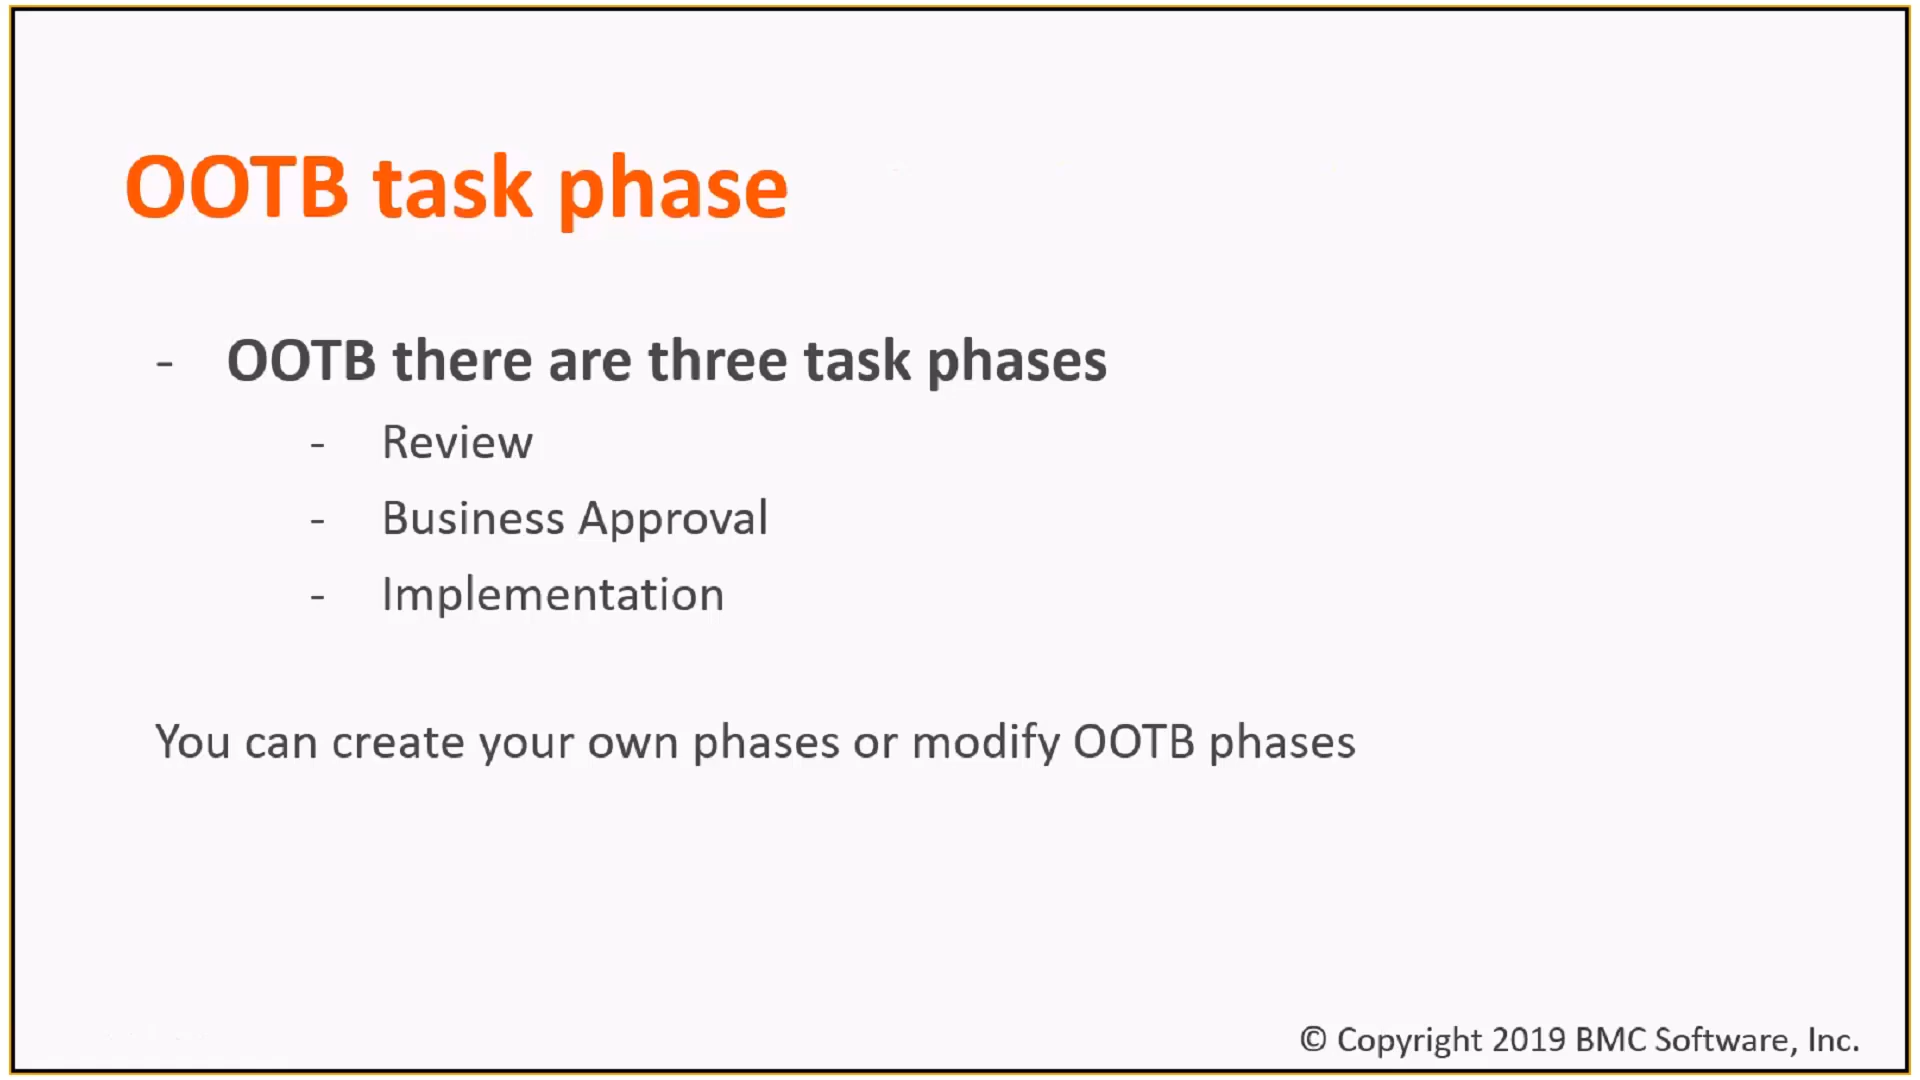 OOTB task phase
- OOTB there are three task phases
- Review
- Business Approval
- Implementation
You can create your own phases or modify OOTB phases
© Copyright 2019 BMC Software, Inc.